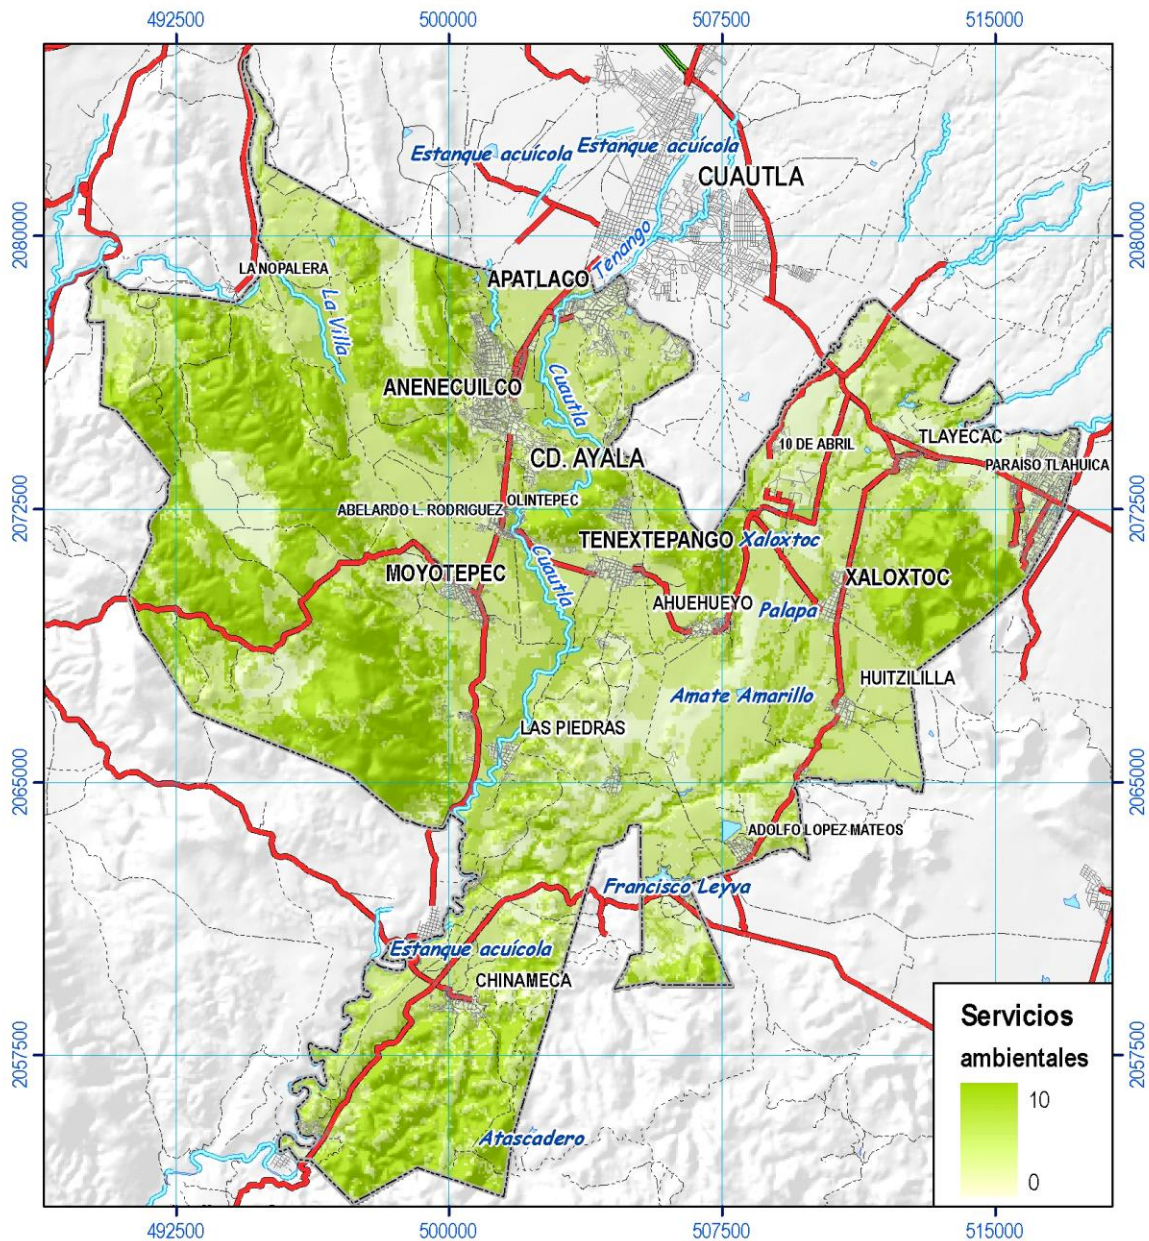 492500
500000
507500
515000
Estanque acuícola
Estanque acuícola
CUAUTLA
2080000
2080000
Tenango
LA NOPALERA
APATLACO
La Villa
ANENECUILCO
Cuautla
10 DE ABRIL
TLAYECAC
CD. AYALA
PARAISO TLAHUICA
OLINTEPEC
ABELARDO L. RODRIGUEZ
2072500
2072500
TENEXTEPANGO
Xaloxtoc
Cuautla
MOYOTEPEC
XALOXTOC
AHUEHUEYO
Palapa
HUITZILILLA
Amate Amarillo
LAS PIEDRAS
2065000
2065000
ADOLFO LOPEZ MATEOS
Francisco Leyva
Estanque acuícola
CHINAMECA
Servicios
ambientales
10
0
2057500
2057500
Atascadero
492500
500000
507500
515000